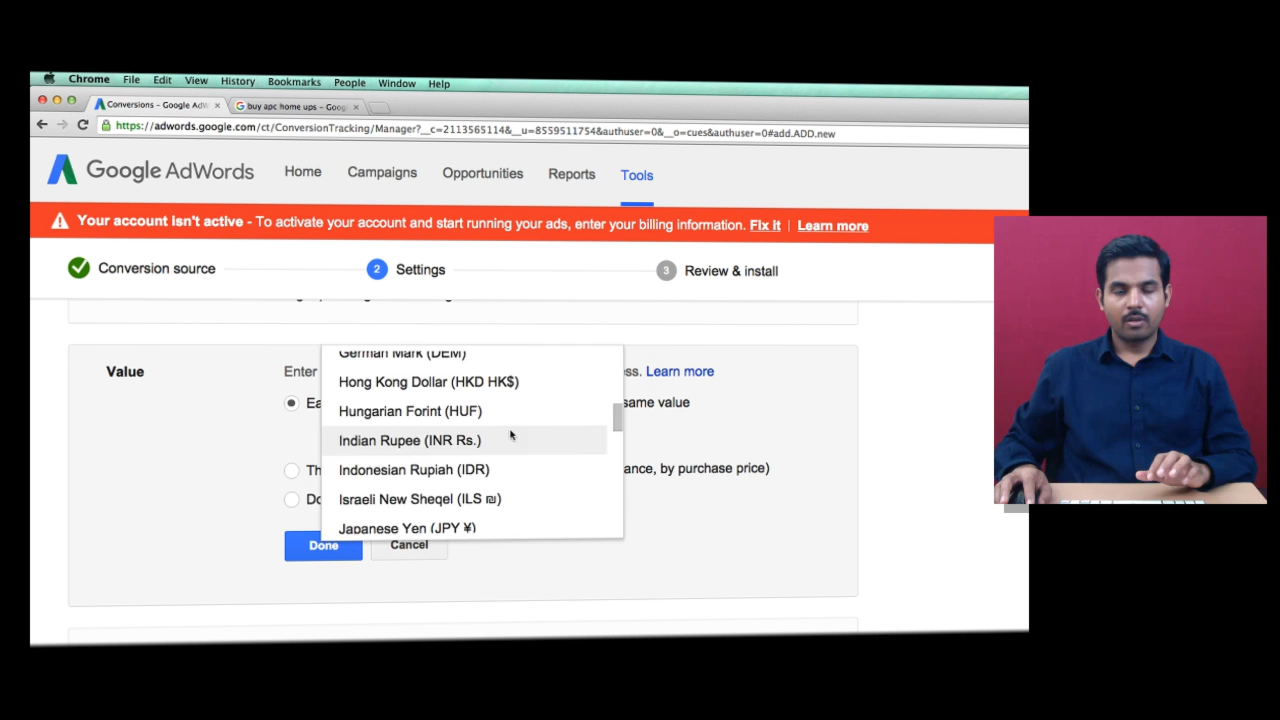 Chrome File Edit View History Bookmarks People Window Help
Conversions - Google AdW × buy apc home ups - Goog ×
https://adwords.google.com/ct/ConversionTracking/Manager?__c=2113565114&__u=8559511754&authuser=0&__o=cues&authuser=0#add.ADD.new
Google AdWords Home Campaigns Opportunities Reports Tools
Your account isn't active - To activate your account and start running your ads, enter your billing information. Fix it | Learn more
Conversion source 2 Settings 3 Review & install
German Mark (DEM)
Value Enter ess. Learn more
Hong Kong Dollar (HKD HK$)
Ea same value
Hungarian Forint (HUF)
Indian Rupee (INR Rs.)
Th Indonesian Rupiah (IDR) ance, by purchase price)
Do Israeli New Sheqel (ILS ₪)
Japanese Yen (JPY ¥)
Done Cancel